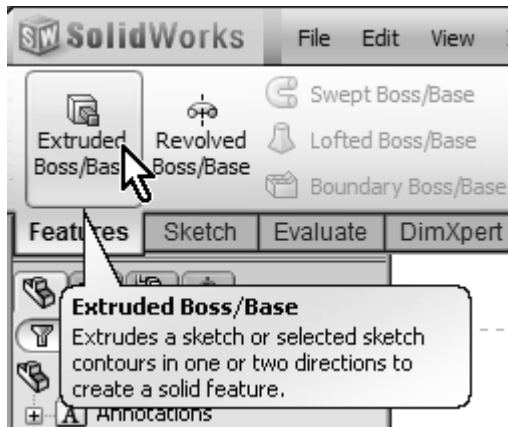 SW SolidWorks File Edit View
Extruded Boss/Base
Revolved Boss/Base
Swept Boss/Base
Lofted Boss/Base
Boundary Boss/Base
Features Sketch Evaluate DimXpert
Extruded Boss/Base
Extrudes a sketch or selected sketch
contours in one or two directions to
create a solid feature.
A Annotations